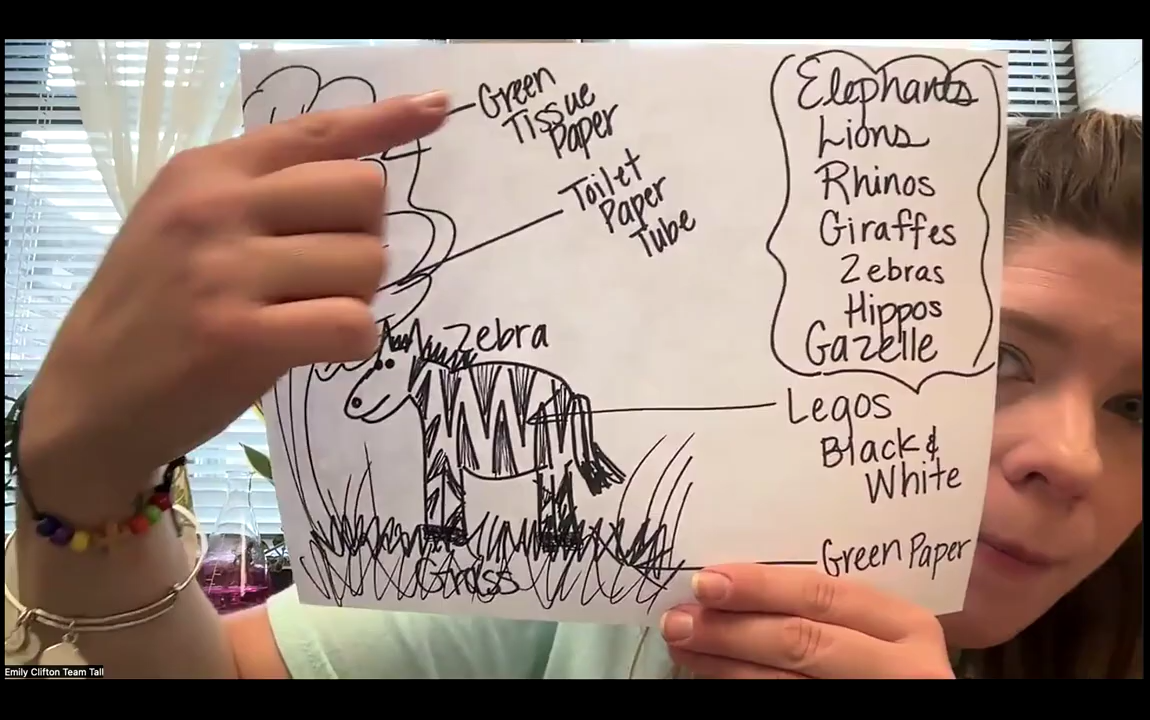 Green
Tissue
Paper
Toilet
Paper
Tube
Zebra
Grass
Elephants
Lions
Rhinos
Giraffes
Zebras
Hippos
Gazelle
Legos
Black &
White
Green Paper
Emily Clifton Team Tall